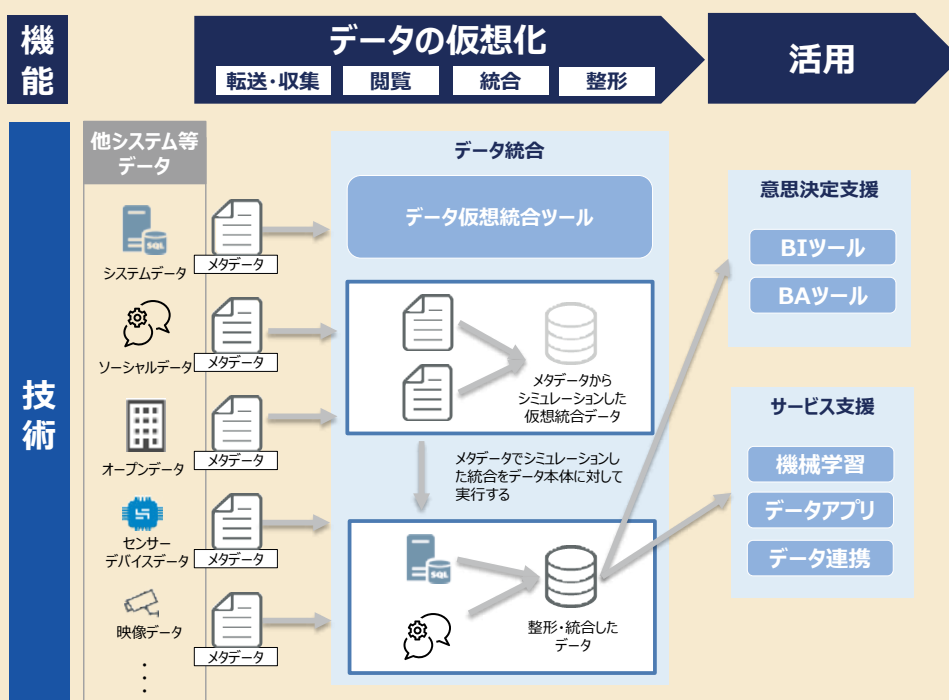 機
能
データの仮想化
転送・収集
閲覧
統合
整形
活用
技
術
他システム等
データ
システムデータ
メタデータ
ソーシャルデータ
メタデータ
オープンデータ
メタデータ
センサー
デバイスデータ
メタデータ
映像データ
メタデータ
データ統合
データ仮想統合ツール
メタデータから
シミュレーションした
仮想統合データ
メタデータでシミュレーションし
た統合をデータ本体に対して
実行する
SQL
SQL
整形・統合した
データ
意思決定支援
BIツール
BAツール
サービス支援
機械学習
データアプリ
データ連携